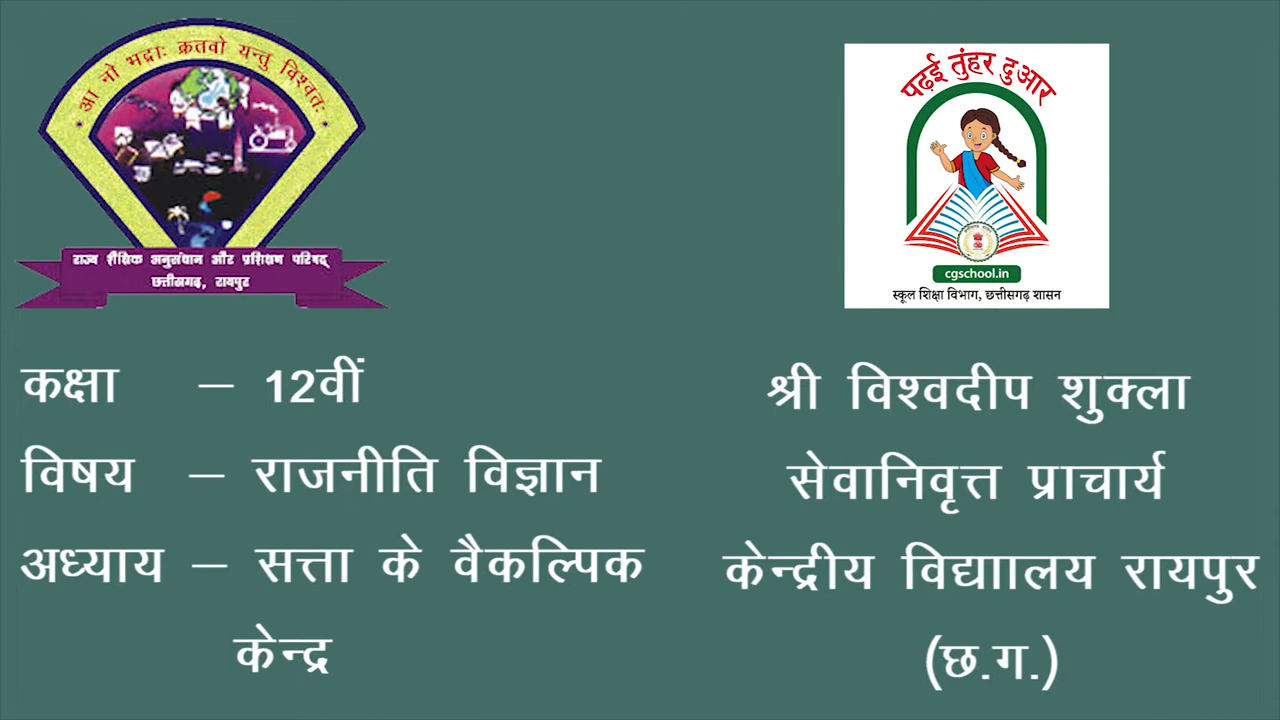 आ नो भद्राः क्रतवो यन्तु विश्वतः
राज्य शैक्षिक अनुसंधान और प्रशिक्षण परिषद्
छत्तीसगढ़, रायपुर
पढ़ई तुंहर दुआर
cgschool.in
स्कूल शिक्षा विभाग, छत्तीसगढ़ शासन
कक्षा – 12वीं
विषय – राजनीति विज्ञान
अध्याय – सत्ता के वैकल्पिक
केन्द्र
श्री विश्वदीप शुक्ला
सेवानिवृत्त प्राचार्य
केन्द्रीय विद्याालय रायपुर
(छ.ग.)